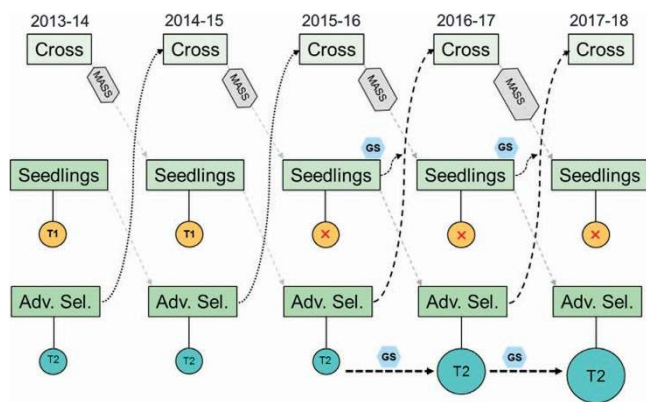 2013-14 2014-15 2015-16 2016-17 2017-18
Cross Cross Cross Cross Cross
MASS MASS MASS MASS
GS GS
Seedlings Seedlings Seedlings Seedlings Seedlings
T1 T1 × × ×
Adv. Sel. Adv. Sel. Adv. Sel. Adv. Sel. Adv. Sel.
T2 T2 T2 GS T2 GS T2